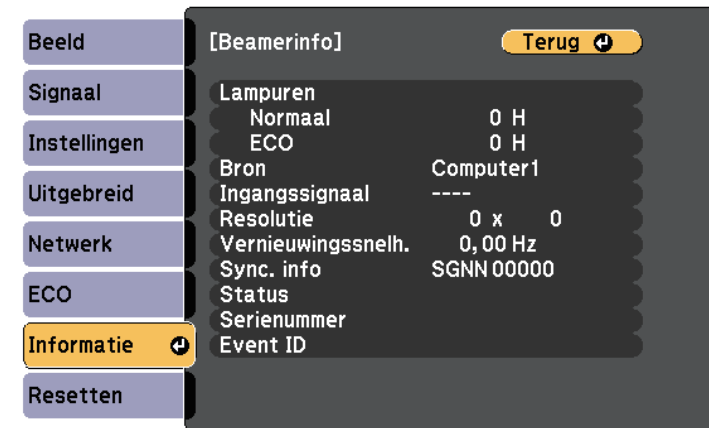 Beeld
Signaal
Instellingen
Uitgebreid
Netwerk
ECO
Informatie
Resetten
[Beamerinfo] Terug
Lampuren
Normaal 0 H
ECO 0 H
Bron Computer1
Ingangssignaal ----
Resolutie 0 x 0
Vernieuwingssnelh. 0,00 Hz
Sync. info SGNN 00000
Status
Serienummer
Event ID